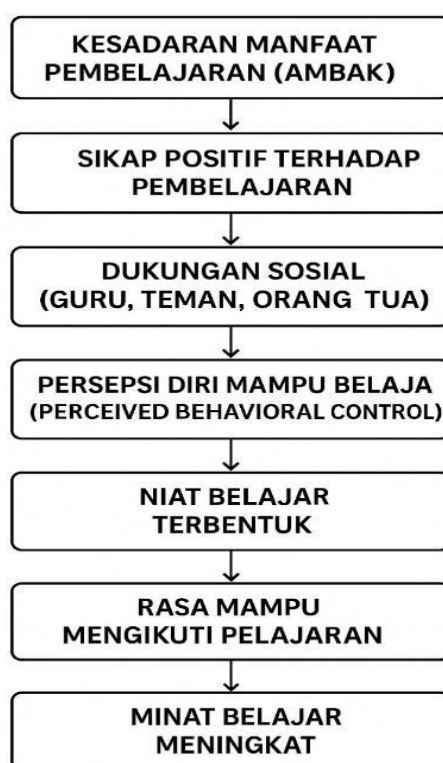 KESADARAN MANFAAT
PEMBELAJARAN (AMBAK)
SIKAP POSITIF TERHADAP
PEMBELAJARAN
DUKUNGAN SOSIAL
(GURU, TEMAN, ORANG TUA)
PERSEPSI DIRI MAMPU BELAJA
(PERCEIVED BEHAVIORAL CONTROL)
NIAT BELAJAR
TERBENTUK
RASA MAMPU
MENGIKUTI PELAJARAN
MINAT BELAJAR
MENINGKAT